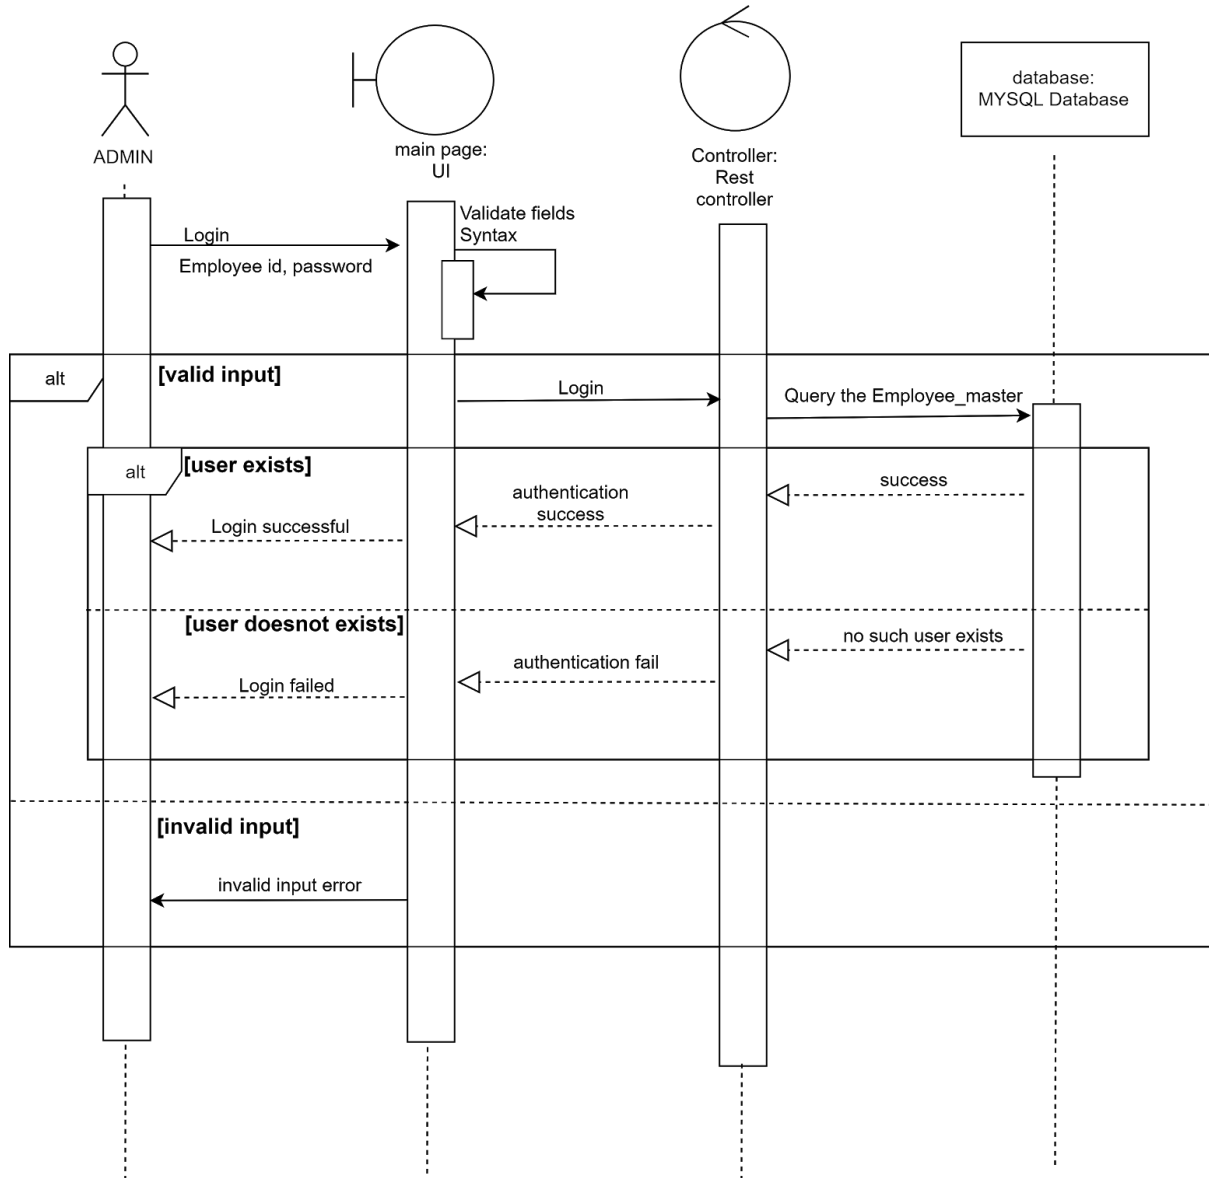 database:
MYSQL Database
ADMIN
main page:
UI
Controller:
Rest
controller
Validate fields
Syntax
Login
Employee id, password
alt
[valid input]
Login
Query the Employee_master
alt
[user exists]
success
authentication
success
Login successful
[user doesnot exists]
no such user exists
authentication fail
Login failed
[invalid input]
invalid input error